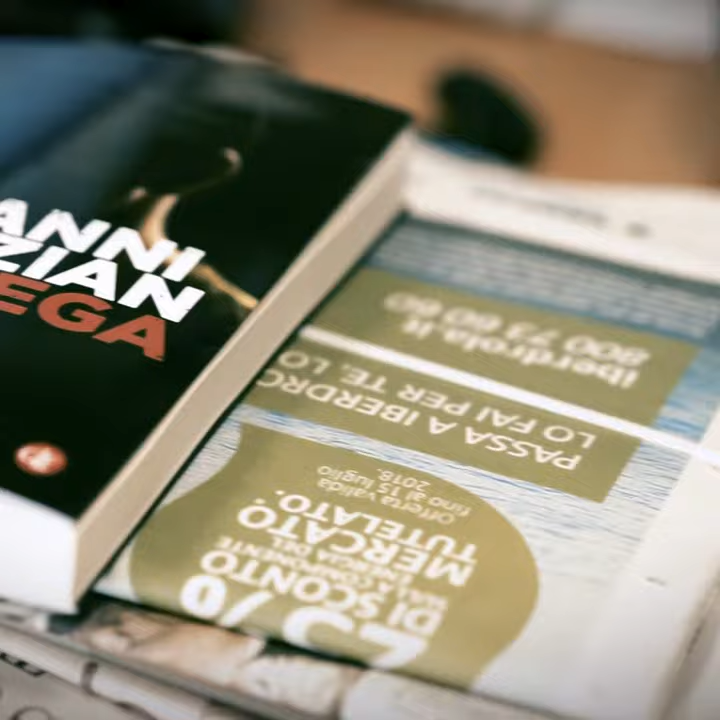 ANNI
ZIAN
EGA
25%
DI SCONTO
SULLA COMPONENTE
ENERGIA DEL
MERCATO
TUTELATO.
offerta valida
fino al 15 luglio
2018.
PASSA A IBERDRO
LO FAI PER TE, LO
iberdrola.it
800 73 60 60